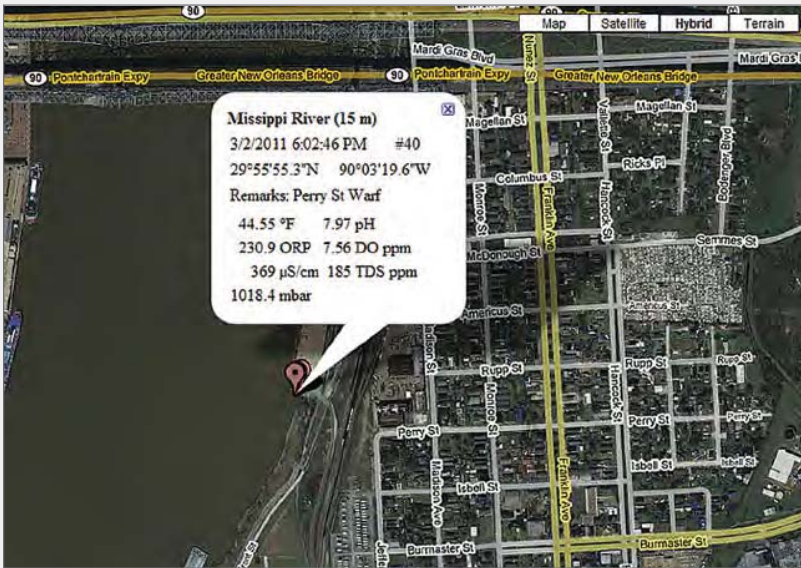 90
90
Map Satellite Hybrid Terrain
Nunez St
Mardi Gras Blvd
Mardi Gras
90 Pontchartrain Expy Greater New Orleans Bridge 90 Pontchartrain Expy Greater New Orleans Bridge
Missippi River (15 m)
3/2/2011 6:02:46 PM #40
29°55'55.3"N 90°03'19.6"W
Remarks: Perry St Warf
44.55 °F 7.97 pH
230.9 ORP 7.56 DO ppm
369 µS/cm 185 TDS ppm
1018.4 mbar
Magellan St
Magellan St
Vallette St
Ricks Pl
Columbus St
Monroe St
Franklin Ave
Hancock St
Bodenger Blvd
McDonough St
Semmes St
Americus St
Americus St
Madison St
Rupp St
Rupp St
Rupp St
Monroe St
Hancock St
Perry St
Perry St
Perry St
Isbell St
Isbell St
Isbell St
Madison Ave
Franklin Ave
Burmaster St
Burmaster St